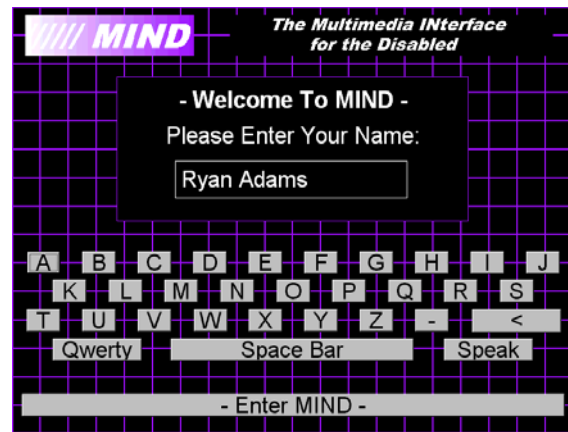 MIND
The Multimedia INterface
for the Disabled
- Welcome To MIND -
Please Enter Your Name:
Ryan Adams
A B C D E F G H I J
K L M N O P Q R S
T U V W X Y Z - <
Qwerty Space Bar Speak
- Enter MIND -